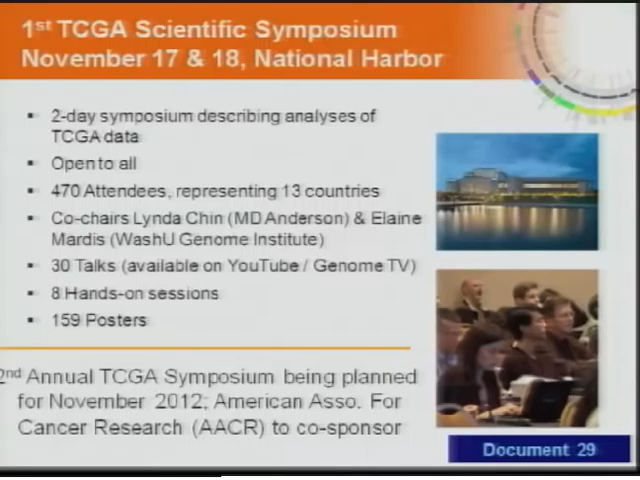 1st TCGA Scientific Symposium
November 17 & 18, National Harbor
▪ 2-day symposium describing analyses of
TCGA data
▪ Open to all
▪ 470 Attendees, representing 13 countries
▪ Co-chairs Lynda Chin (MD Anderson) & Elaine
Mardis (WashU Genome Institute)
▪ 30 Talks (available on YouTube / Genome TV)
▪ 8 Hands-on sessions
▪ 159 Posters
2nd Annual TCGA Symposium being planned
for November 2012; American Asso. For
Cancer Research (AACR) to co-sponsor
Document 29